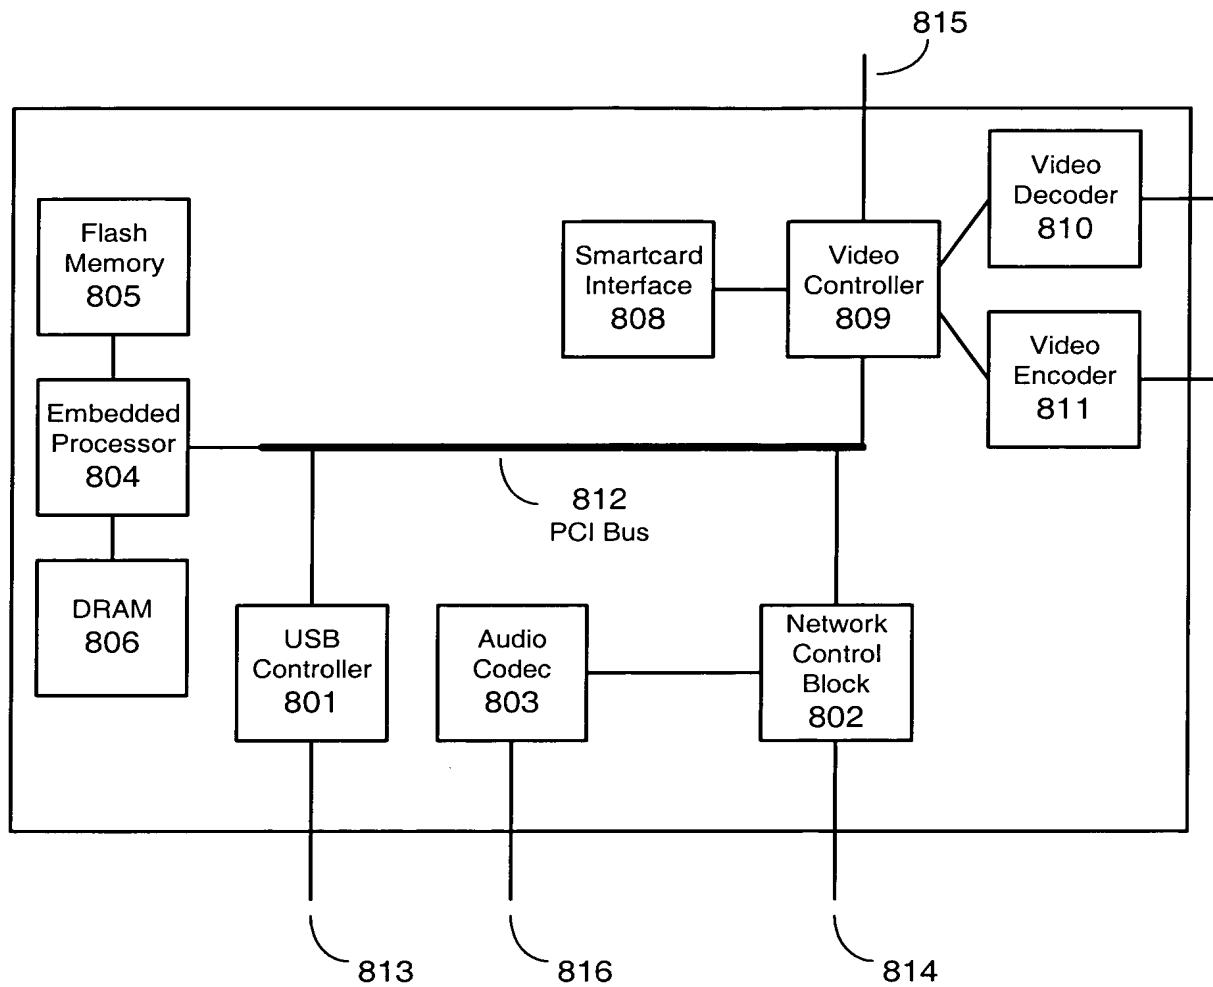 815
Video
Decoder
810
Flash
Memory
805
Smartcard
Interface
808
Video
Controller
809
Video
Encoder
811
Embedded
Processor
804
812
PCI Bus
DRAM
806
USB
Controller
801
Audio
Codec
803
Network
Control
Block
802
813
816
814